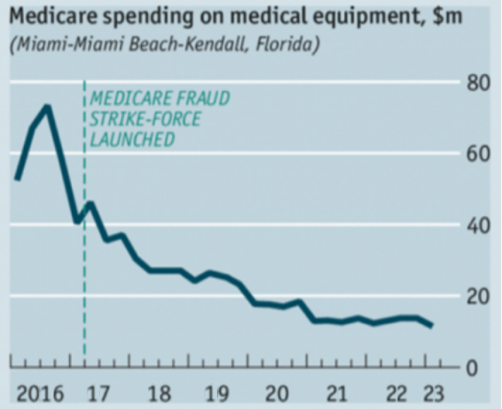 Medicare spending on medical equipment, $m
(Miami-Miami Beach-Kendall, Florida)
80
MEDICARE FRAUD
STRIKE-FORCE
LAUNCHED
60
40
20
0
2016 17 18 19 20 21 22 23